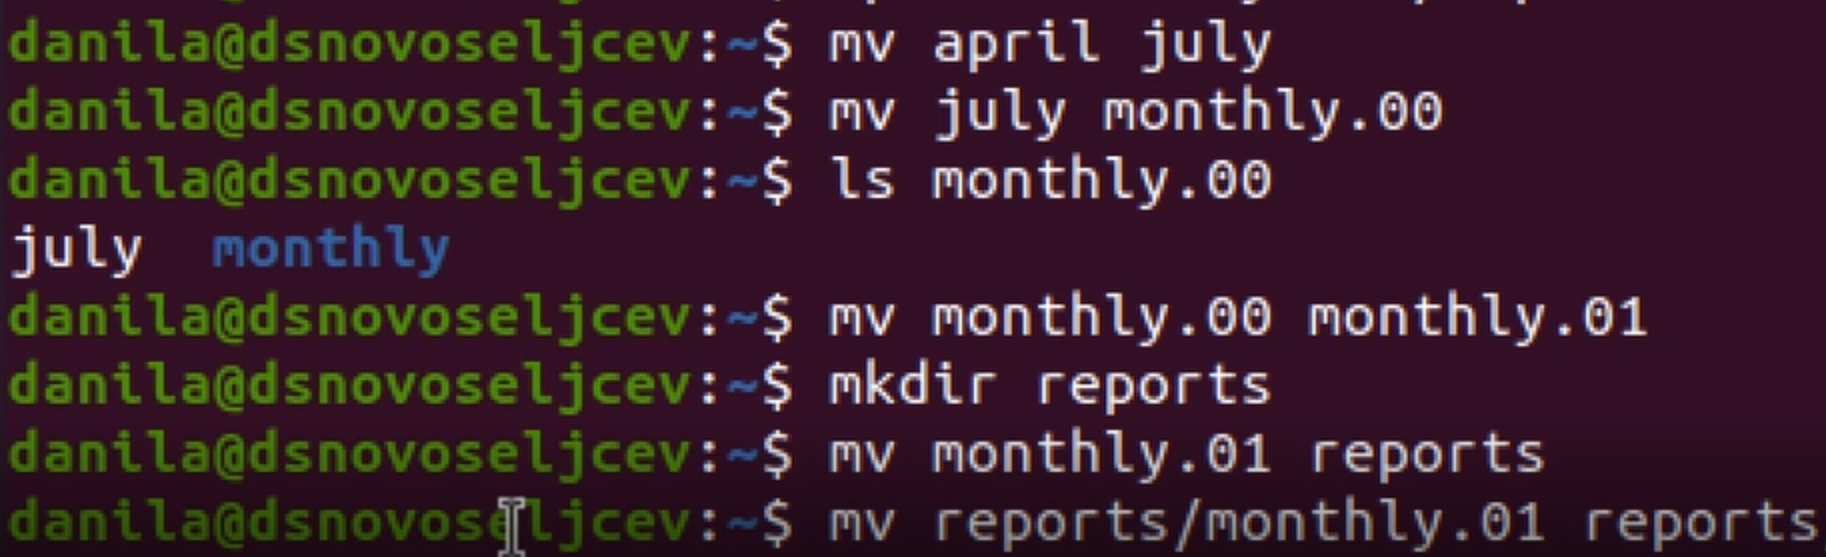 danila@dsnovoseljcev:~$ mv april july
danila@dsnovoseljcev:~$ mv july monthly.00
danila@dsnovoseljcev:~$ ls monthly.00
july monthly
danila@dsnovoseljcev:~$ mv monthly.00 monthly.01
danila@dsnovoseljcev:~$ mkdir reports
danila@dsnovoseljcev:~$ mv monthly.01 reports
danila@dsnovoseljcev:~$ mv reports/monthly.01 reports